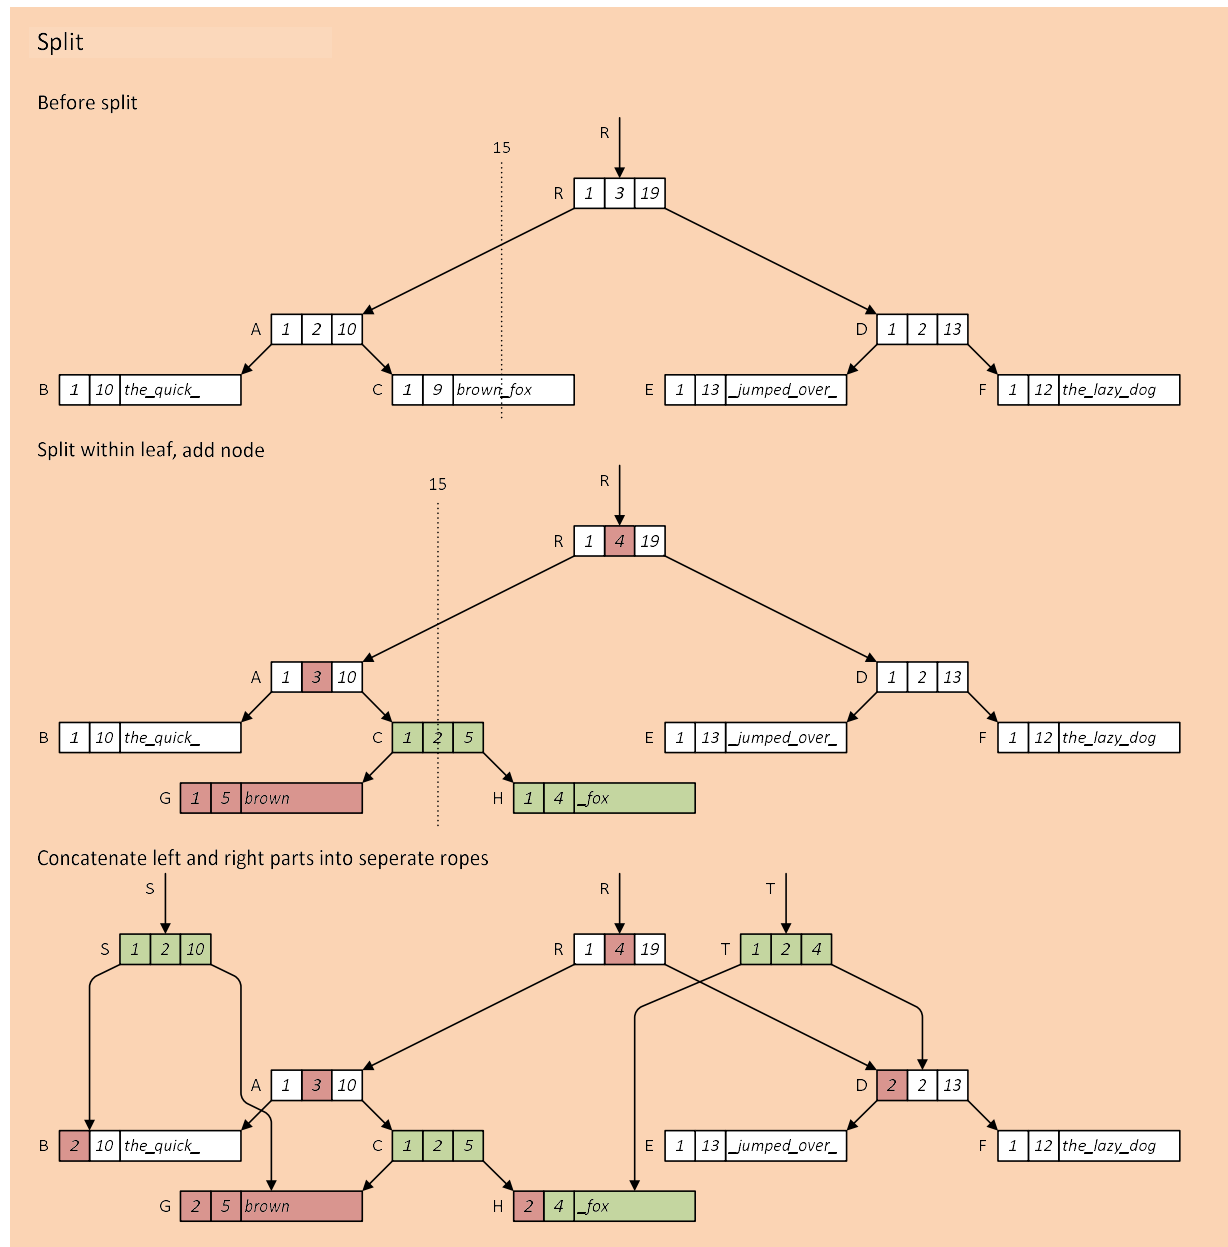 Split
Before split
R
15
R 1 3 19
A 1 2 10
D 1 2 13
B 1 10 the_quick_
C 1 9 brown_fox
E 1 13 _jumped_over_
F 1 12 the_lazy_dog
Split within leaf, add node
R
15
R 1 4 19
A 1 3 10
D 1 2 13
B 1 10 the_quick_
C 1 2 5
E 1 13 _jumped_over_
F 1 12 the_lazy_dog
G 1 5 brown
H 1 4 _fox
Concatenate left and right parts into seperate ropes
S
R
T
S 1 2 10
R 1 4 19
T 1 2 4
A 1 3 10
D 2 2 13
B 2 10 the_quick_
C 1 2 5
E 1 13 _jumped_over_
F 1 12 the_lazy_dog
G 2 5 brown
H 2 4 _fox